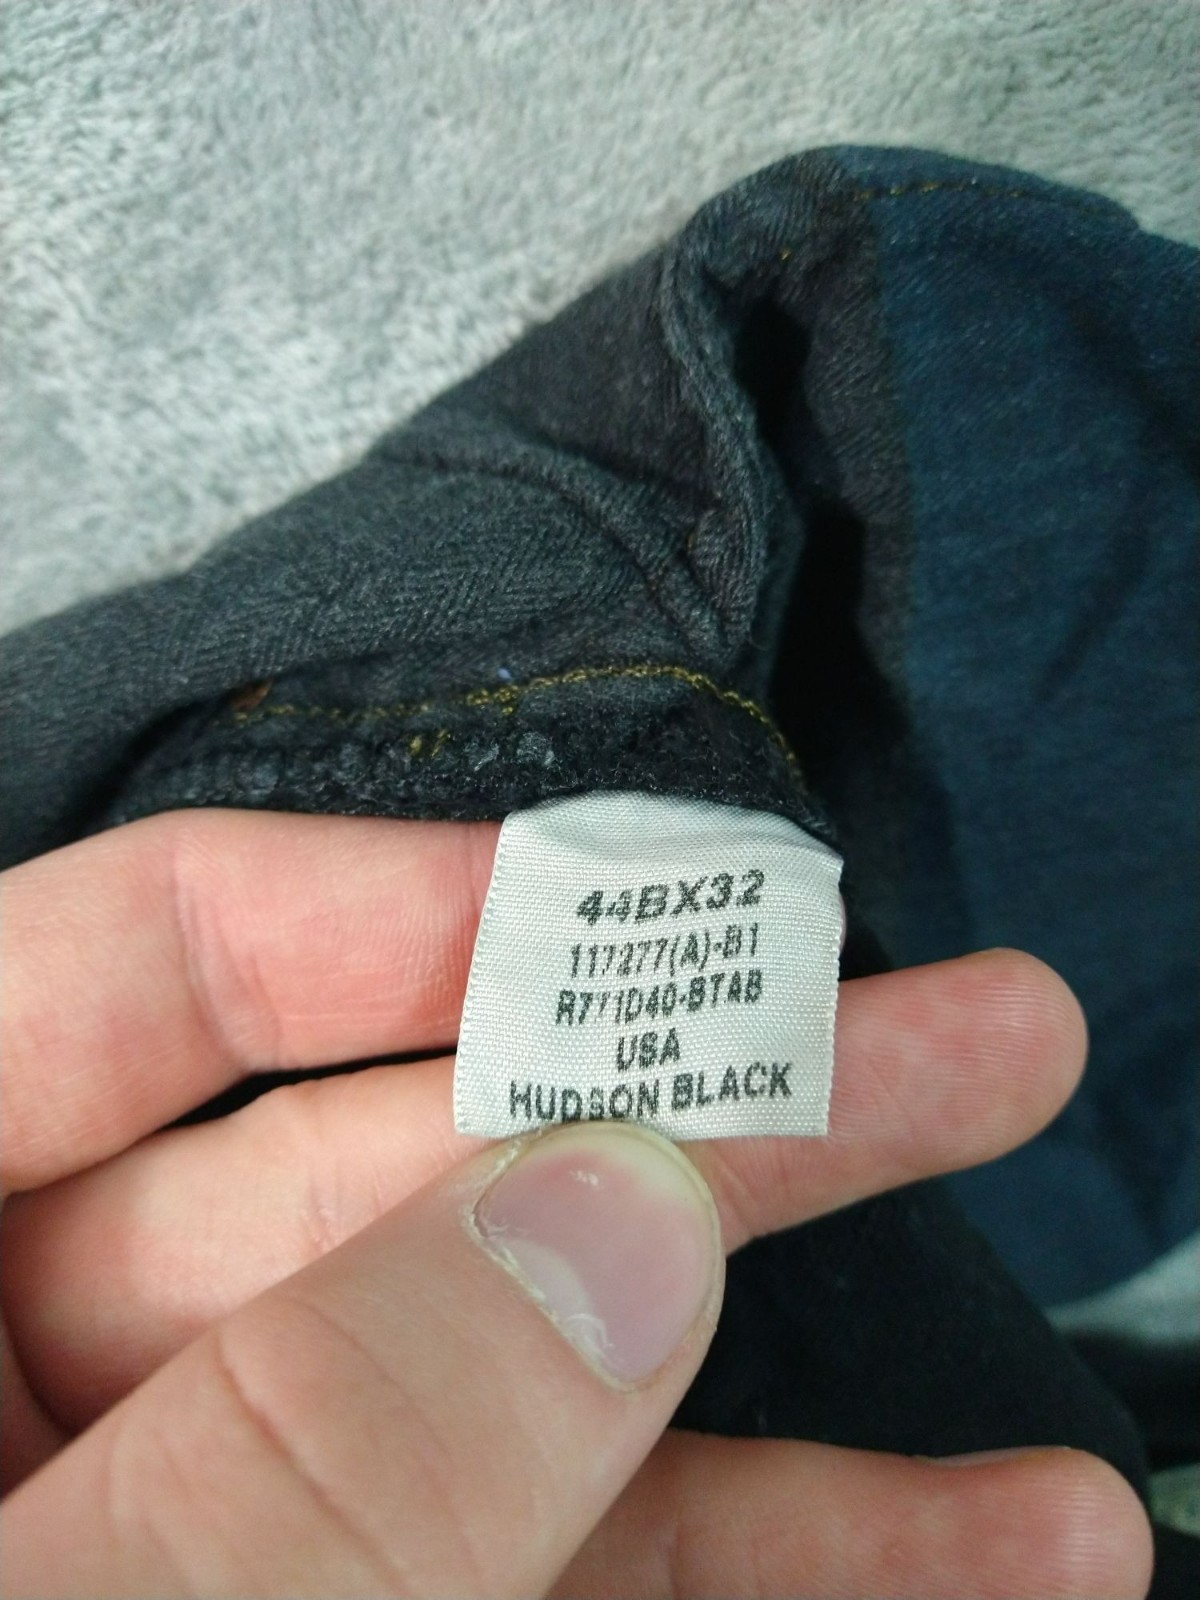 44BX32
117277(A)-B1
R771D40-BTAB
USA
HUDSON BLACK